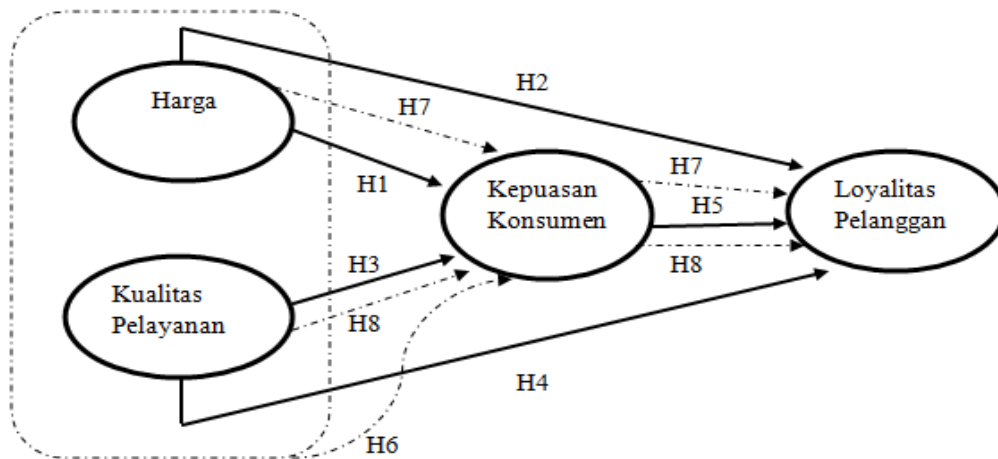 H2
Harga
H7
H1
Kepuasan
Konsumen
H7
H5
H8
Loyalitas
Pelanggan
H3
Kualitas
Pelayanan
H8
H4
H6